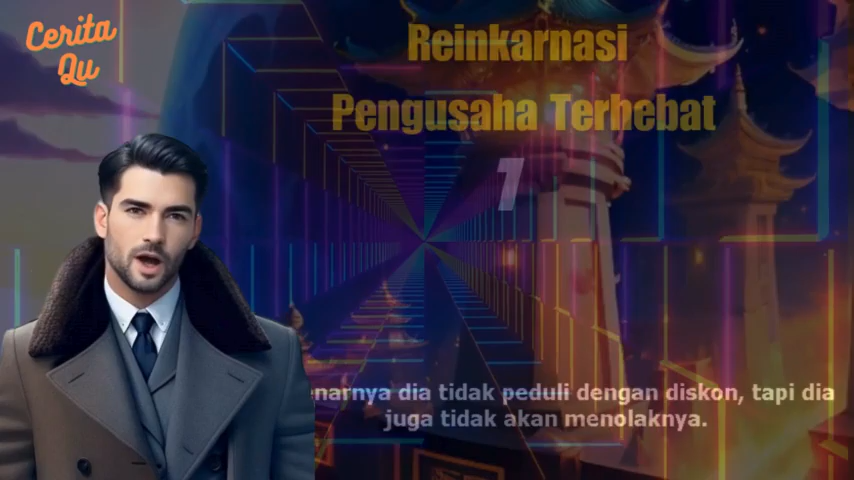 Cerita
Qu
Reinkarnasi
Pengusaha Terhebat
1
narnya dia tidak peduli dengan diskon, tapi dia
juga tidak akan menolaknya.